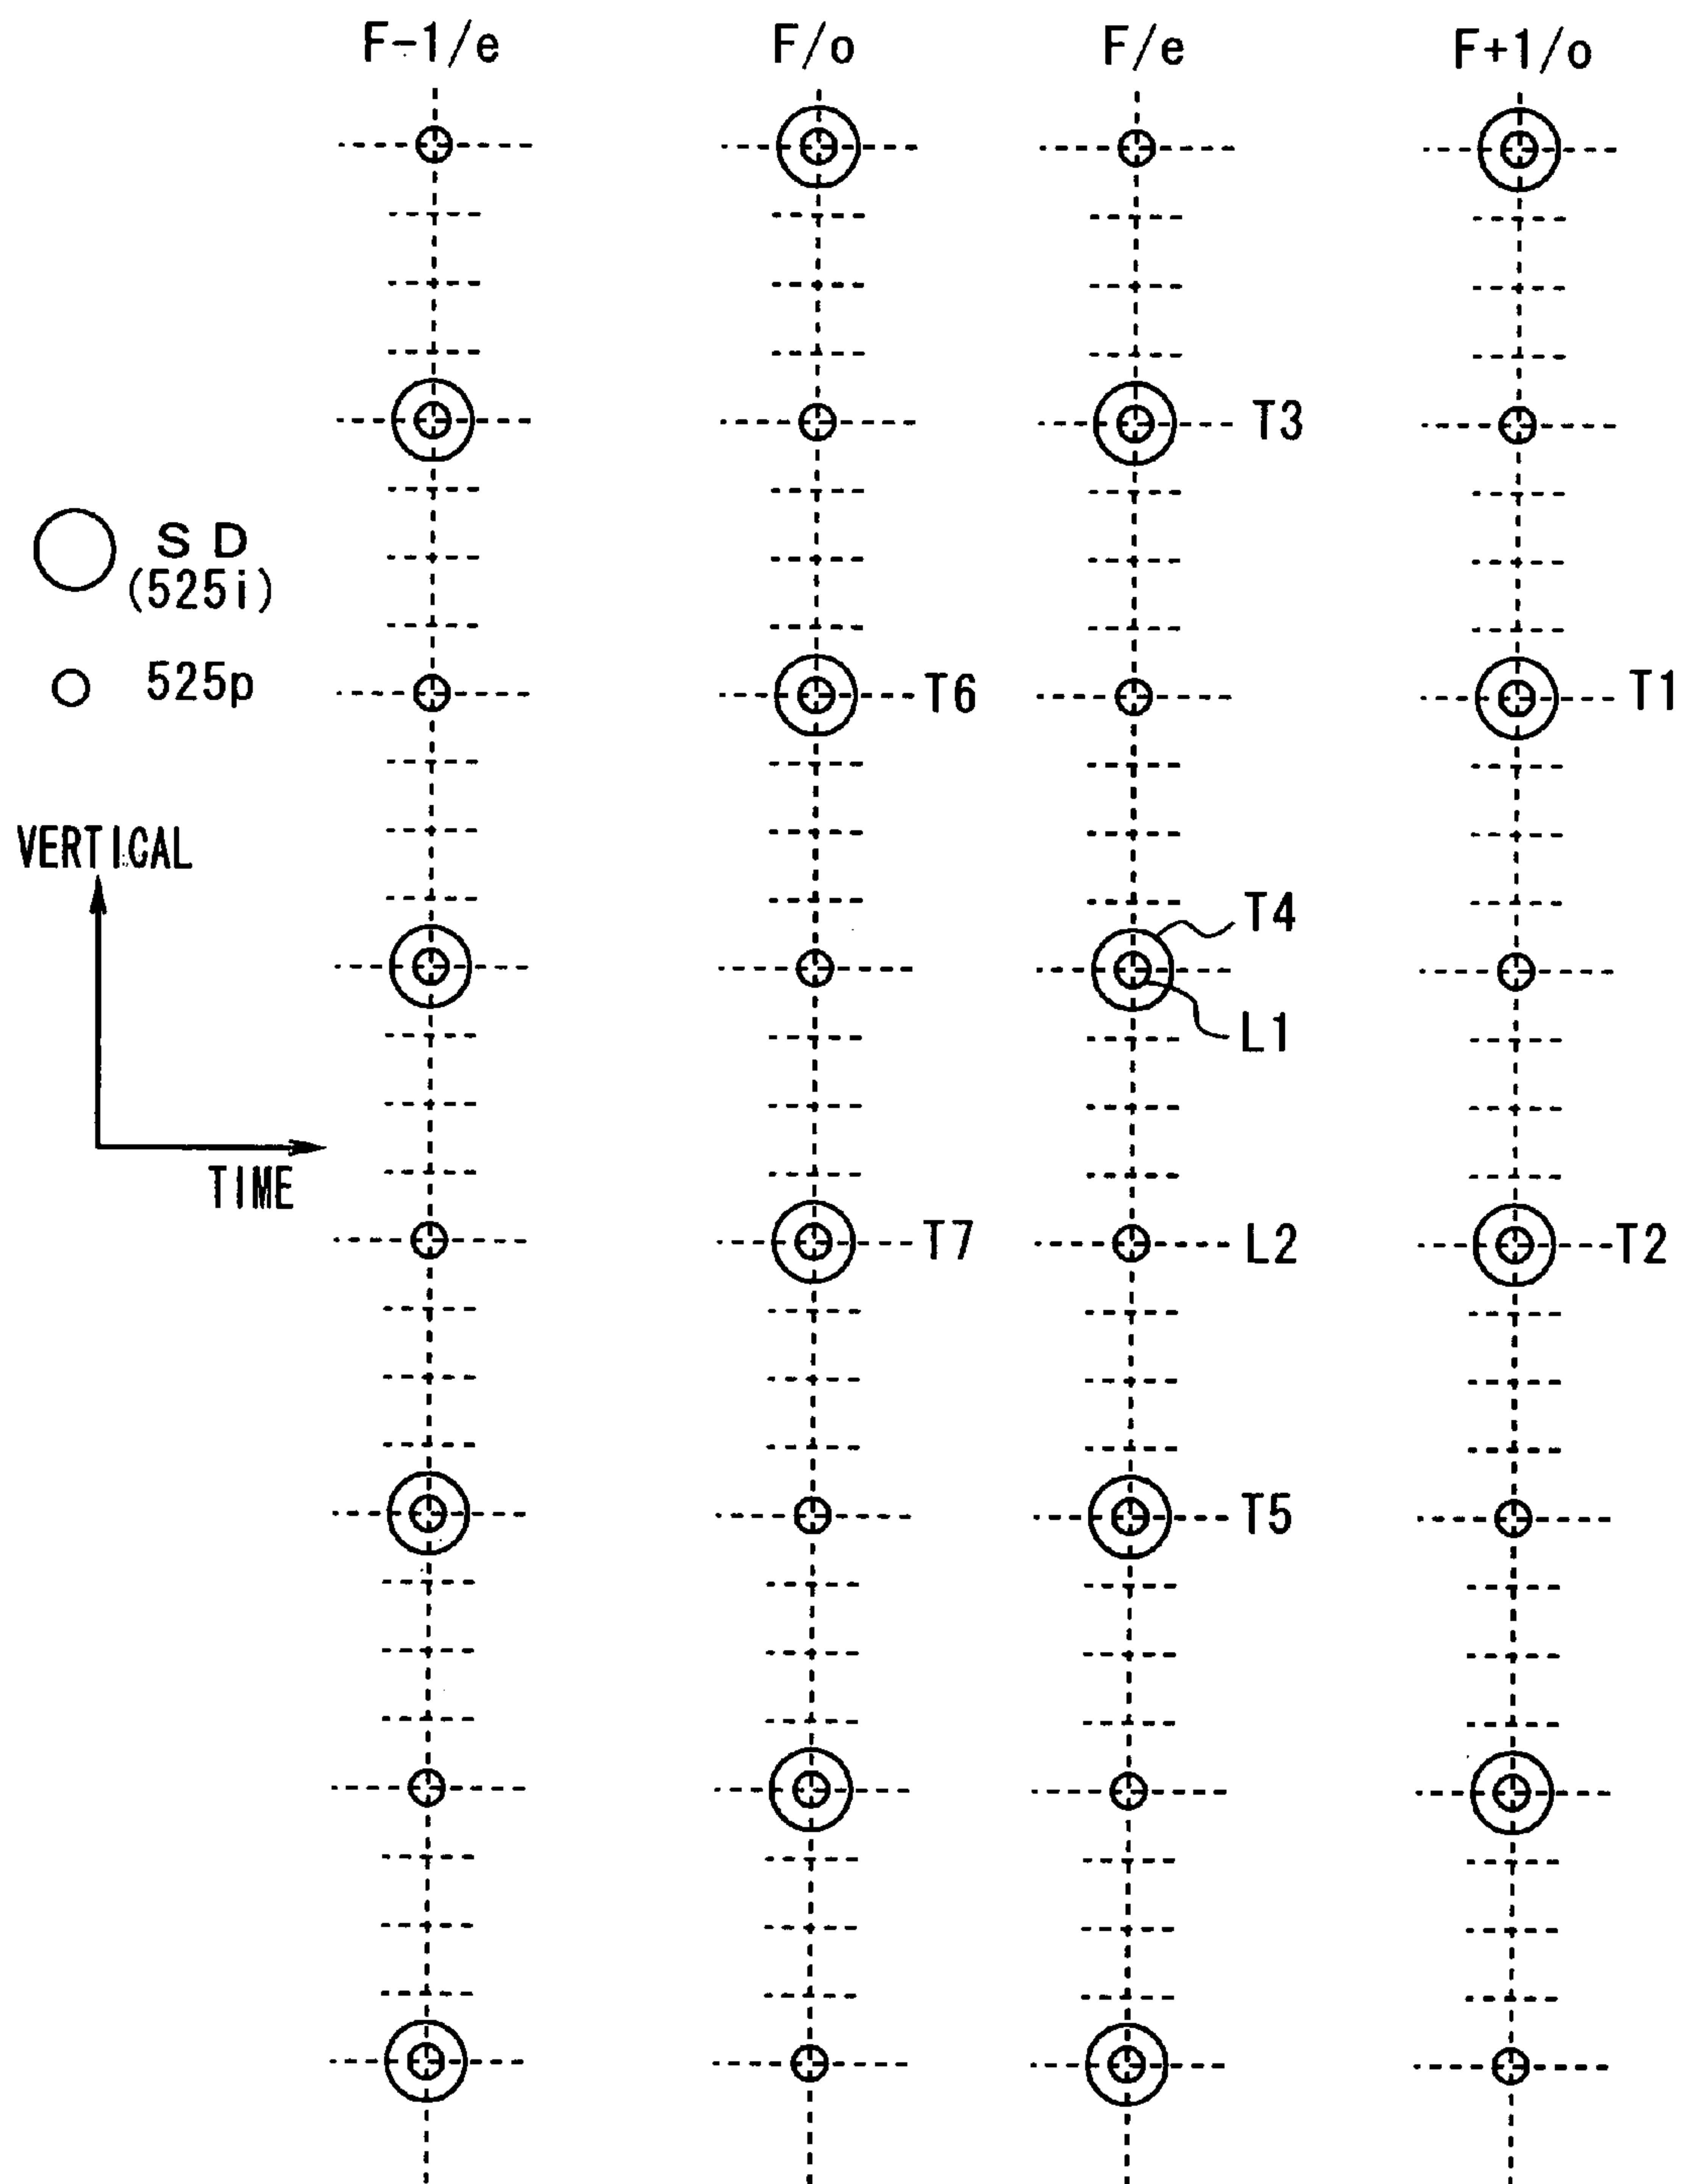 F-1/e F/o F/e F+1/o
T3
SD
(525i)
525p
T6
T1
VERTICAL
T4
L1
TIME
T7
L2
T2
T5